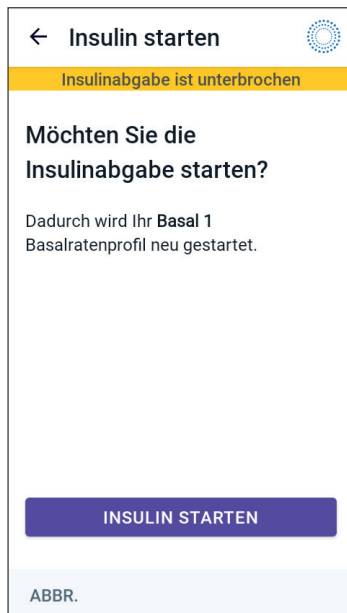 Insulin starten
Insulinabgabe ist unterbrochen
Möchten Sie die
Insulinabgabe starten?
Dadurch wird Ihr Basal 1
Basalratenprofil neu gestartet.
INSULIN STARTEN
ABBR.